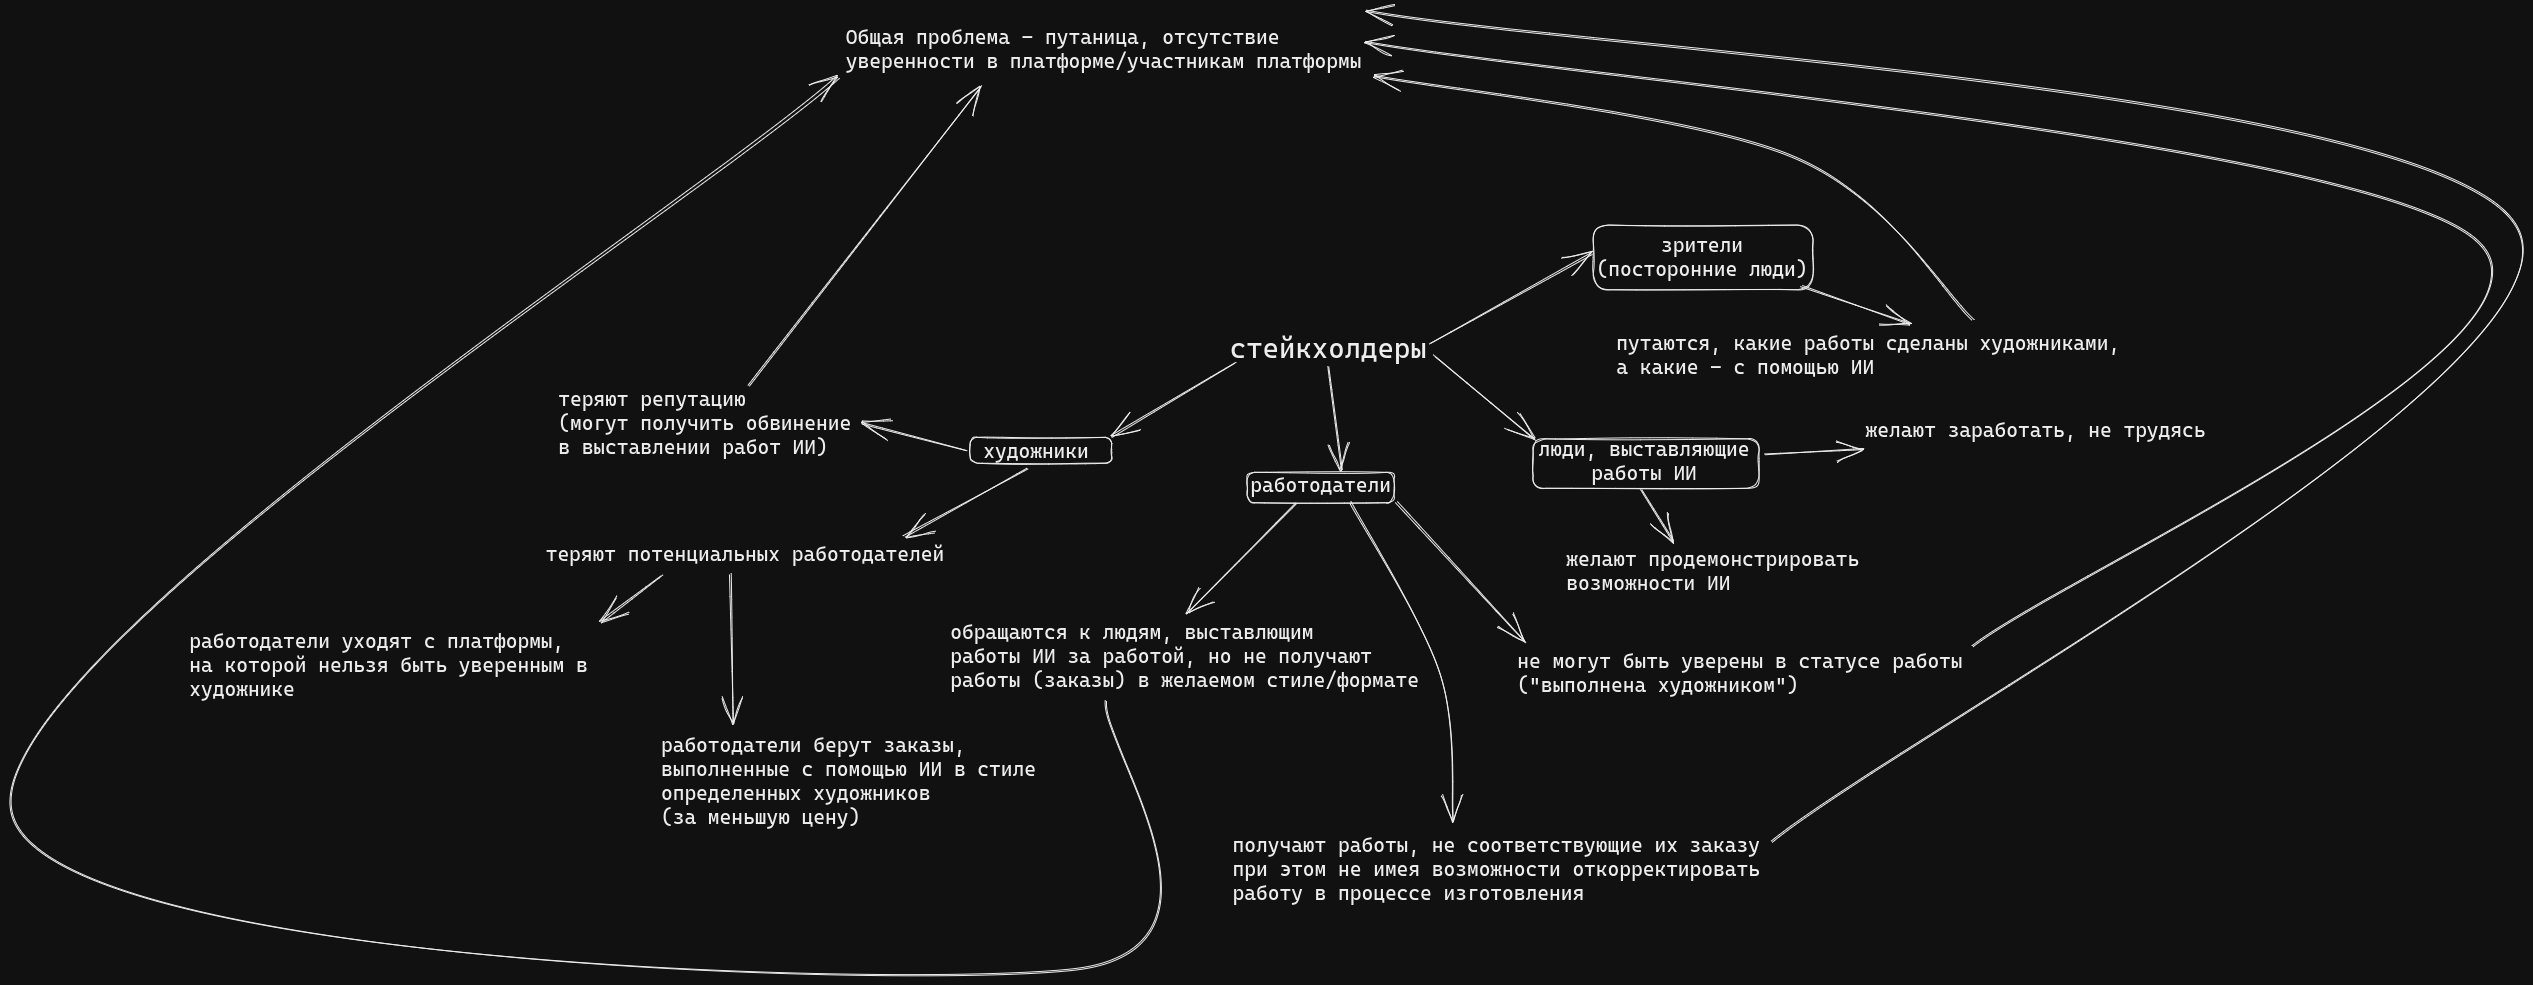 Общая проблема – путаница, отсутствие
уверенности в платформе/участникам платформы
зрители
(посторонние люди)
стейкхолдеры
путаются, какие работы сделаны художниками,
а какие – с помощью ИИ
теряют репутацию
(могут получить обвинение
в выставлении работ ИИ)
художники
работодатели
люди, выставляющие
работы ИИ
желают заработать, не трудясь
теряют потенциальных работодателей
желают продемонстрировать
возможности ИИ
работодатели уходят с платформы,
на которой нельзя быть уверенным в
художнике
обращаются к людям, выставлющим
работы ИИ за работой, но не получают
работы (заказы) в желаемом стиле/формате
не могут быть уверены в статусе работы
("выполнена художником")
работодатели берут заказы,
выполненные с помощью ИИ в стиле
определенных художников
(за меньшую цену)
получают работы, не соответствующие их заказу
при этом не имея возможности откорректировать
работу в процессе изготовления